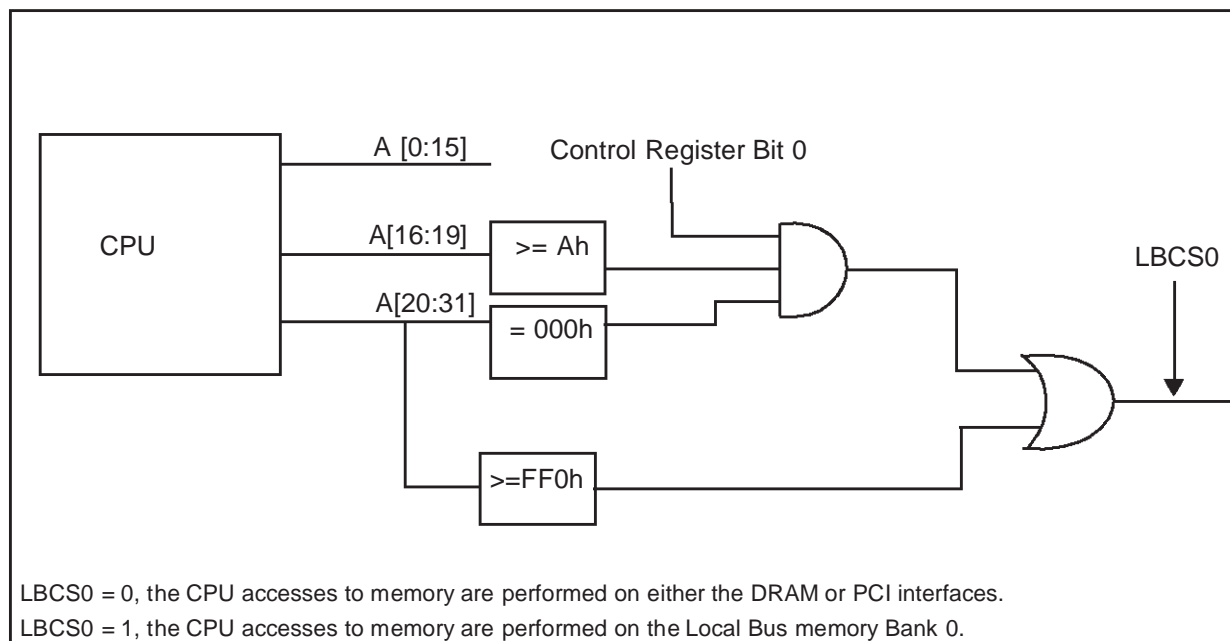 A [0:15]
Control Register Bit 0
CPU
A[16:19]
>= Ah
LBCS0
A[20:31]
= 000h
>=FF0h
LBCS0 = 0, the CPU accesses to memory are performed on either the DRAM or PCI interfaces.
LBCS0 = 1, the CPU accesses to memory are performed on the Local Bus memory Bank 0.